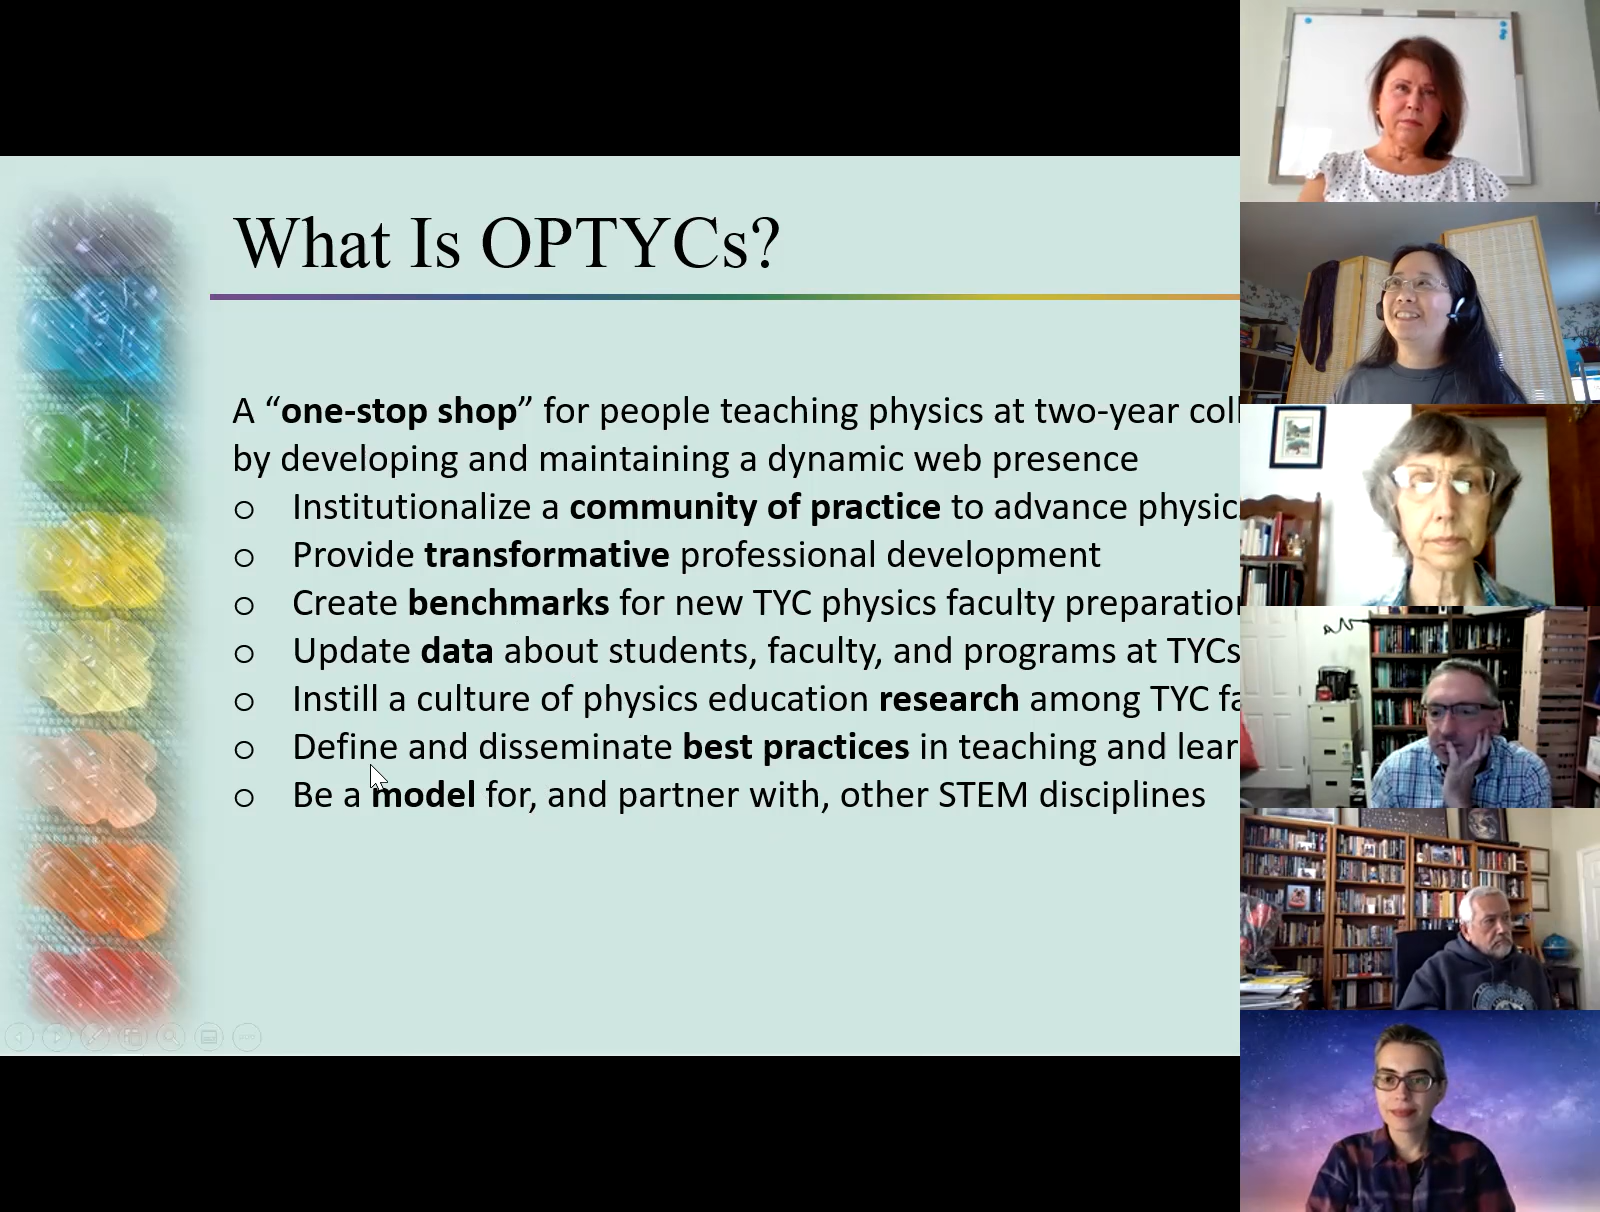 What Is OPTYCs?
A “one-stop shop” for people teaching physics at two-year coll
by developing and maintaining a dynamic web presence
o Institutionalize a community of practice to advance physic
o Provide transformative professional development
o Create benchmarks for new TYC physics faculty preparation
o Update data about students, faculty, and programs at TYCs
o Instill a culture of physics education research among TYC fa
o Define and disseminate best practices in teaching and lear
o Be a model for, and partner with, other STEM disciplines